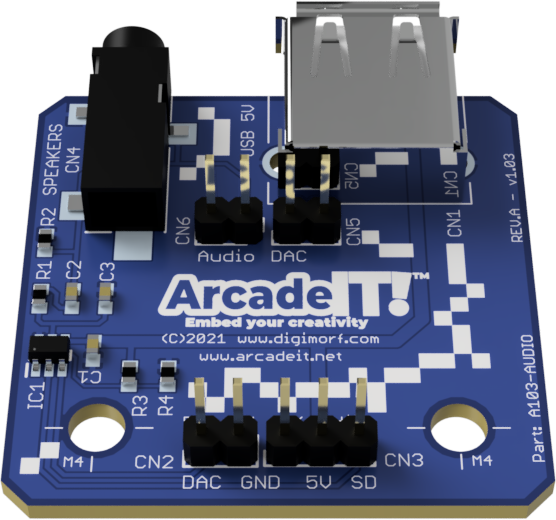 SPEAKERS
CN4
USB 5V
CN5
CN1
REV.A - v1.03
R2
CN6
CN5
CN1
Audio DAC
R1
C2
C3
ArcadeIT!™
Embed your creativity
(C)2021 www.digimorf.com
www.arcadeit.net
IC1
C1
R3
R4
Part: A103-AUDIO
M4
CN2
CN3
M4
DAC GND 5V SD